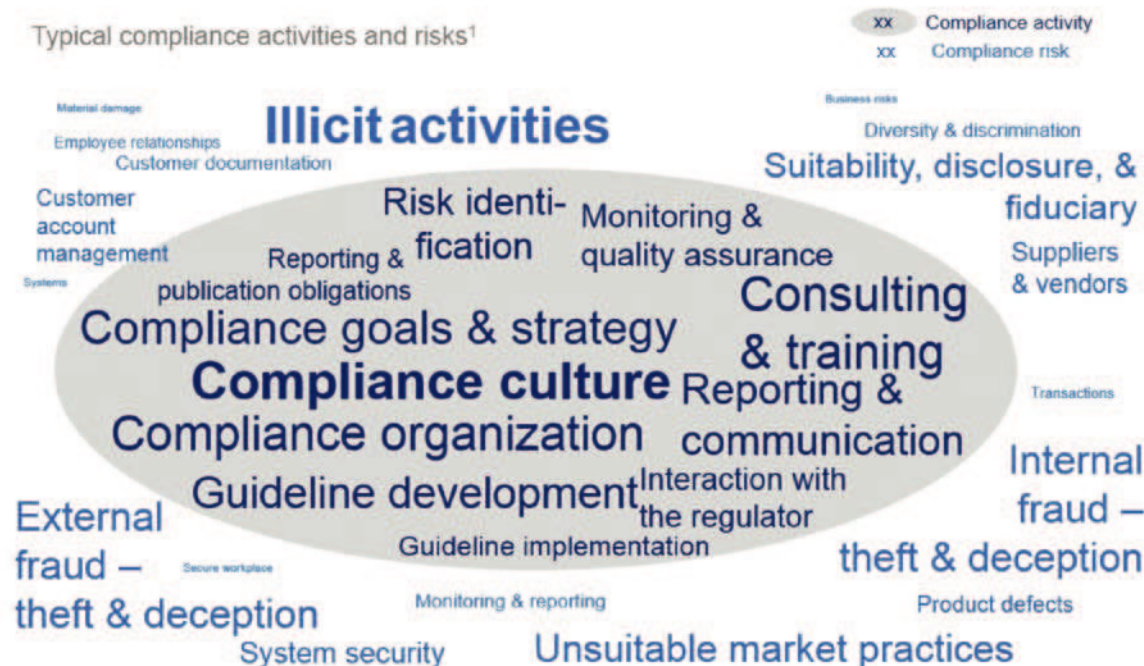 Typical compliance activities and risks¹
xx Compliance activity
xx Compliance risk
Material damage
Illicit activities
Business risks
Employee relationships
Diversity & discrimination
Customer documentation
Suitability, disclosure, &
fiduciary
Customer
account
management
Suppliers
& vendors
Systems
Risk identi-
fication
Monitoring &
quality assurance
Reporting &
publication obligations
Consulting
& training
Compliance goals & strategy
Compliance culture
Reporting &
communication
Compliance organization
Transactions
Guideline development
Interaction with
the regulator
Guideline implementation
Internal
fraud –
theft & deception
External
fraud –
theft & deception
Secure workplace
Monitoring & reporting
Product defects
System security
Unsuitable market practices